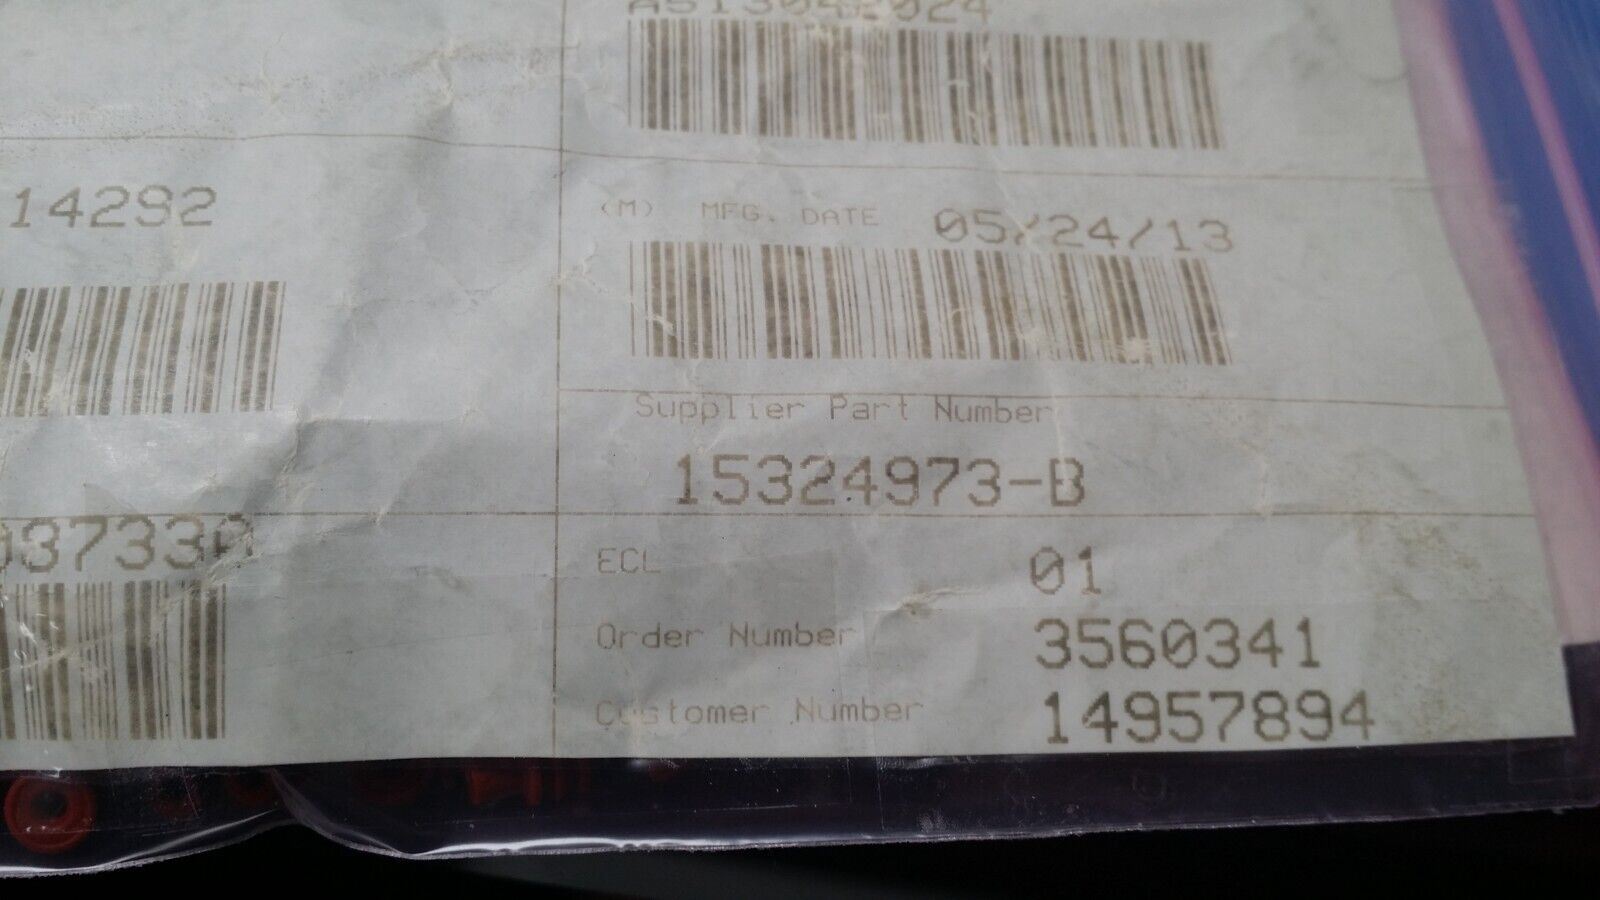 14292
(M) MFG. DATE 05/24/13
Supplier Part Number
15324973-B
ECL 01
Order Number 3560341
Customer Number 14957894